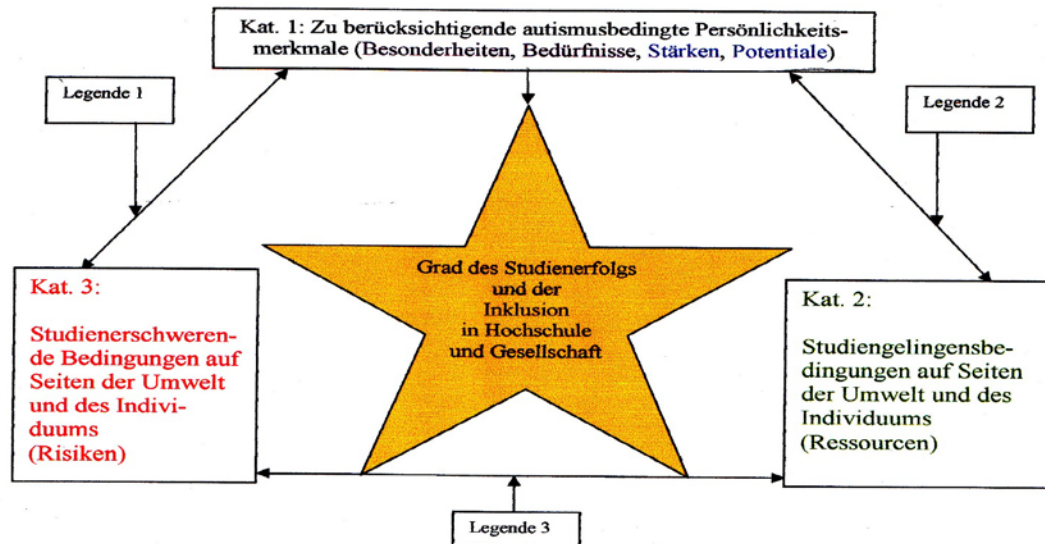 Kat. 1: Zu berücksichtigende autismusbedingte Persönlichkeits-
merkmale (Besonderheiten, Bedürfnisse, Stärken, Potentiale)
Legende 1
Legende 2
Grad des Studienerfolgs
und der
Inklusion
in Hochschule
und Gesellschaft
Kat. 3:
Studienerschweren-
de Bedingungen auf
Seiten der Umwelt
und des Indivi-
duums
(Risiken)
Kat. 2:
Studiengelingensbe-
dingungen auf Seiten
der Umwelt und des
Individuums
(Ressourcen)
Legende 3